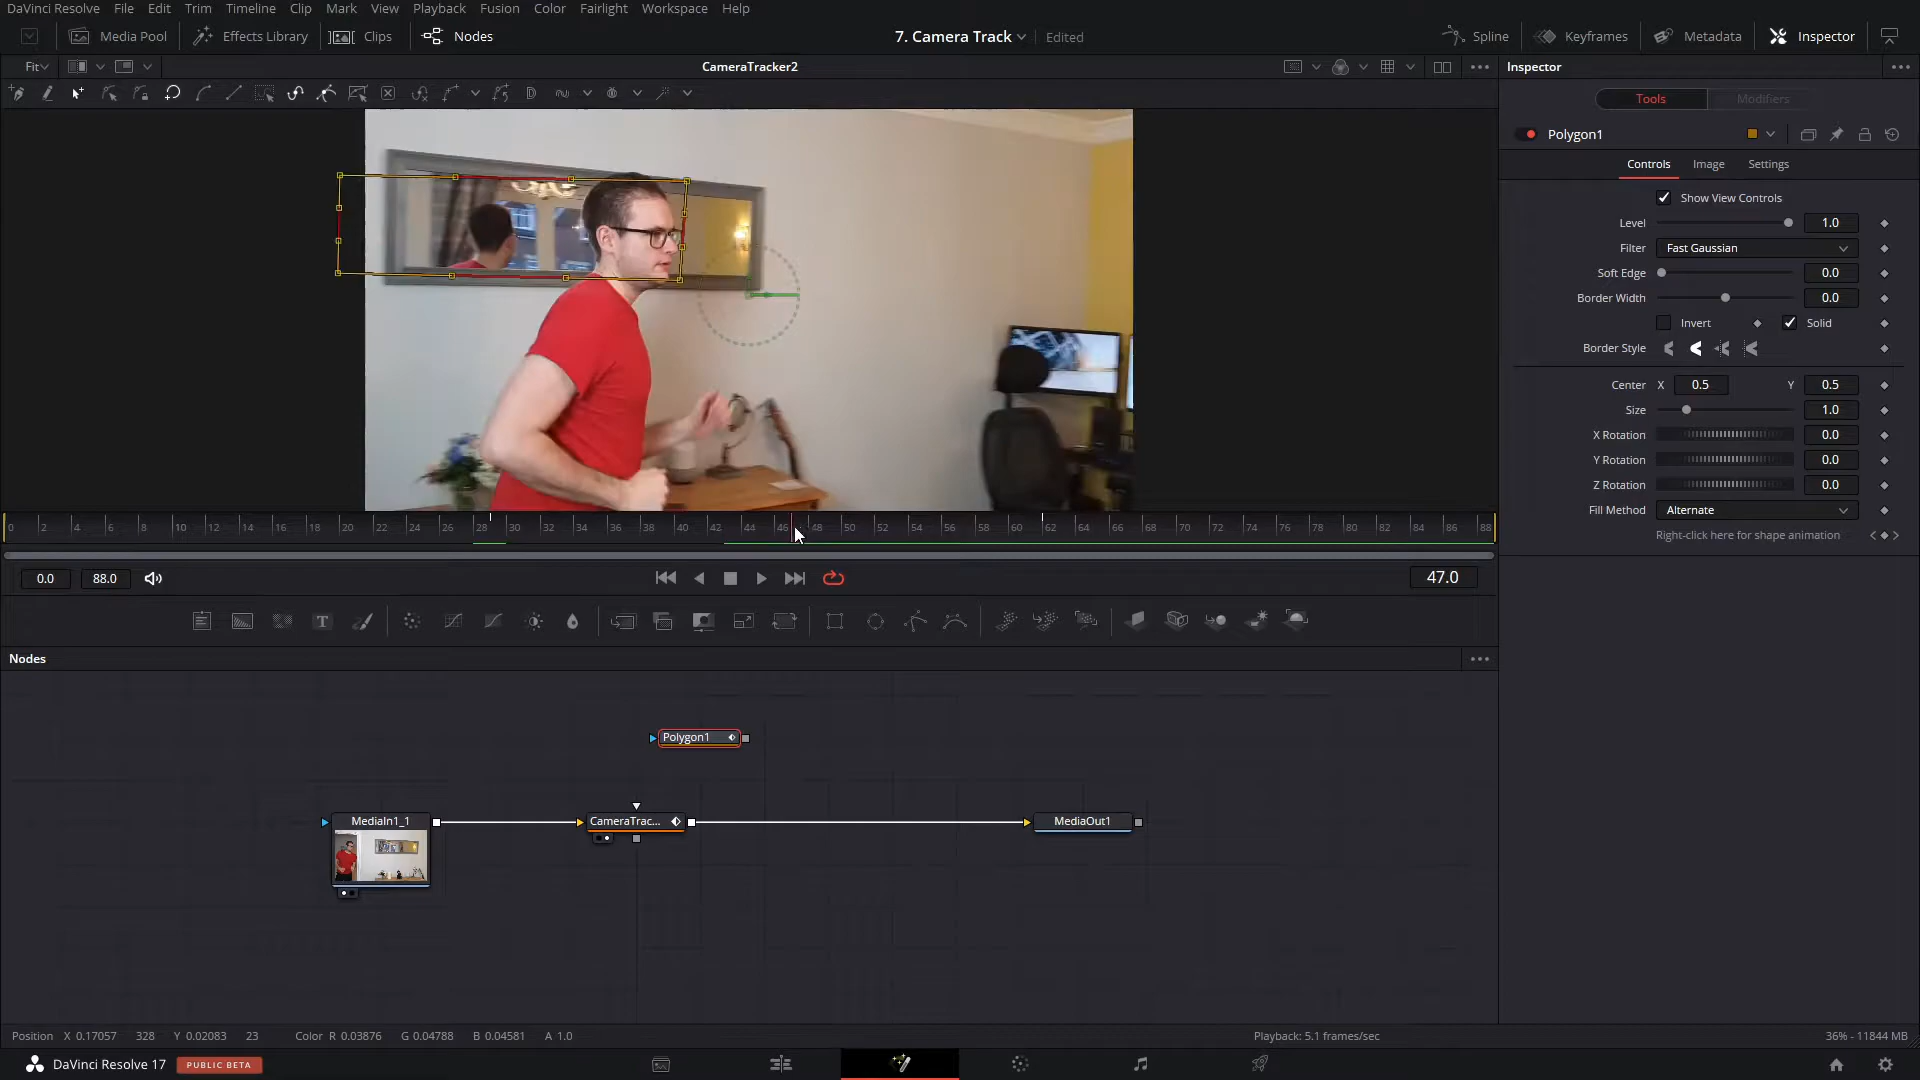 DaVinci Resolve File Edit Trim Timeline Clip Mark View Playback Fusion Color Fairlight Workspace Help
Media Pool Effects Library Clips Nodes 7. Camera Track Edited Spline Keyframes Metadata Inspector
Fit CameraTracker2 Inspector
Tools Modifiers
Polygon1
Controls Image Settings
Show View Controls
Level 1.0
Filter Fast Gaussian
Soft Edge 0.0
Border Width 0.0
Invert Solid
Border Style
Center X 0.5 Y 0.5
Size 1.0
X Rotation 0.0
Y Rotation 0.0
Z Rotation 0.0
Fill Method Alternate
Right-click here for shape animation
0 2 4 6 8 10 12 14 16 18 20 22 24 26 28 30 32 34 36 38 40 42 44 46 48 50 52 54 56 58 60 62 64 66 68 70 72 74 76 78 80 82 84 86 88
0.0 88.0 47.0
T
Nodes
Polygon1
MediaIn1_1 CameraTrac... MediaOut1
Position X 0.17057 328 Y 0.02083 23 Color R 0.03876 G 0.04788 B 0.04581 A 1.0 Playback: 5.1 frames/sec 36% - 11844 MB
DaVinci Resolve 17 PUBLIC BETA